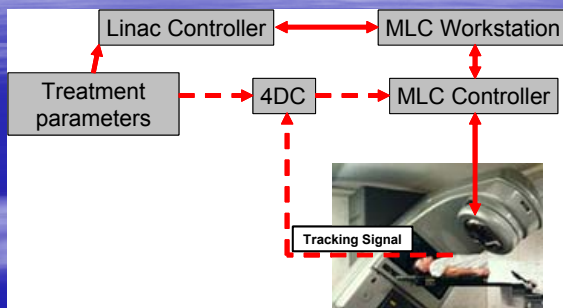 Linac Controller
MLC Workstation
Treatment
parameters
4DC
MLC Controller
Tracking Signal